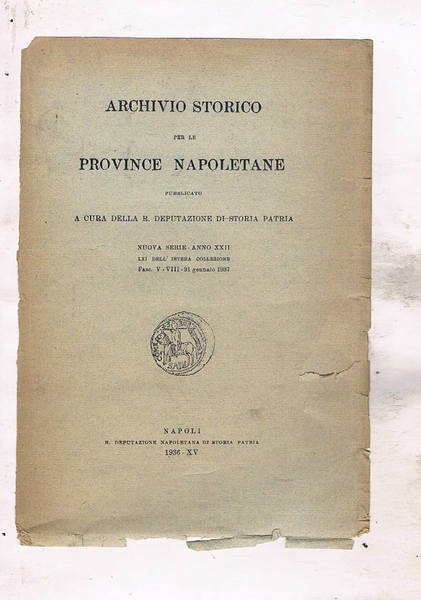 ARCHIVIO STORICO
PER LE
PROVINCE NAPOLETANE
PUBBLICATO
A CURA DELLA R. DEPUTAZIONE DI STORIA PATRIA
NUOVA SERIE - ANNO XXII
LXI DELL' INTERA COLLEZIONE
Fasc. V - VIII - 31 gennaio 1937
NAPOLI
R. DEPUTAZIONE NAPOLETANA DI STORIA PATRIA
1936 - XV